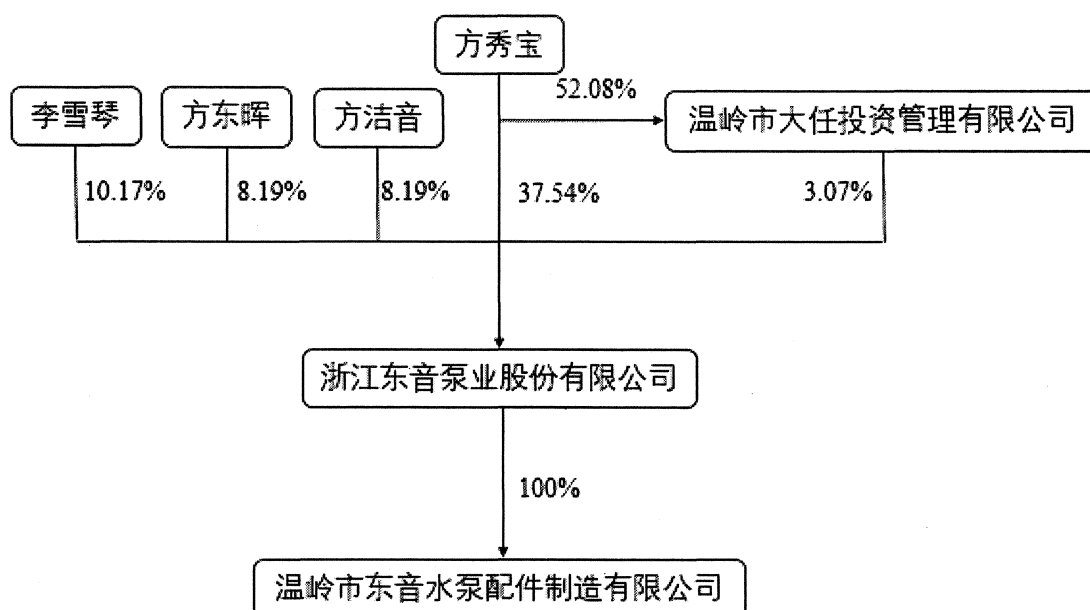 方秀宝
52.08%
李雪琴
方东晖
方洁音
温岭市大任投资管理有限公司
10.17%
8.19%
8.19%
37.54%
3.07%
浙江东音泵业股份有限公司
100%
温岭市东音水泵配件制造有限公司